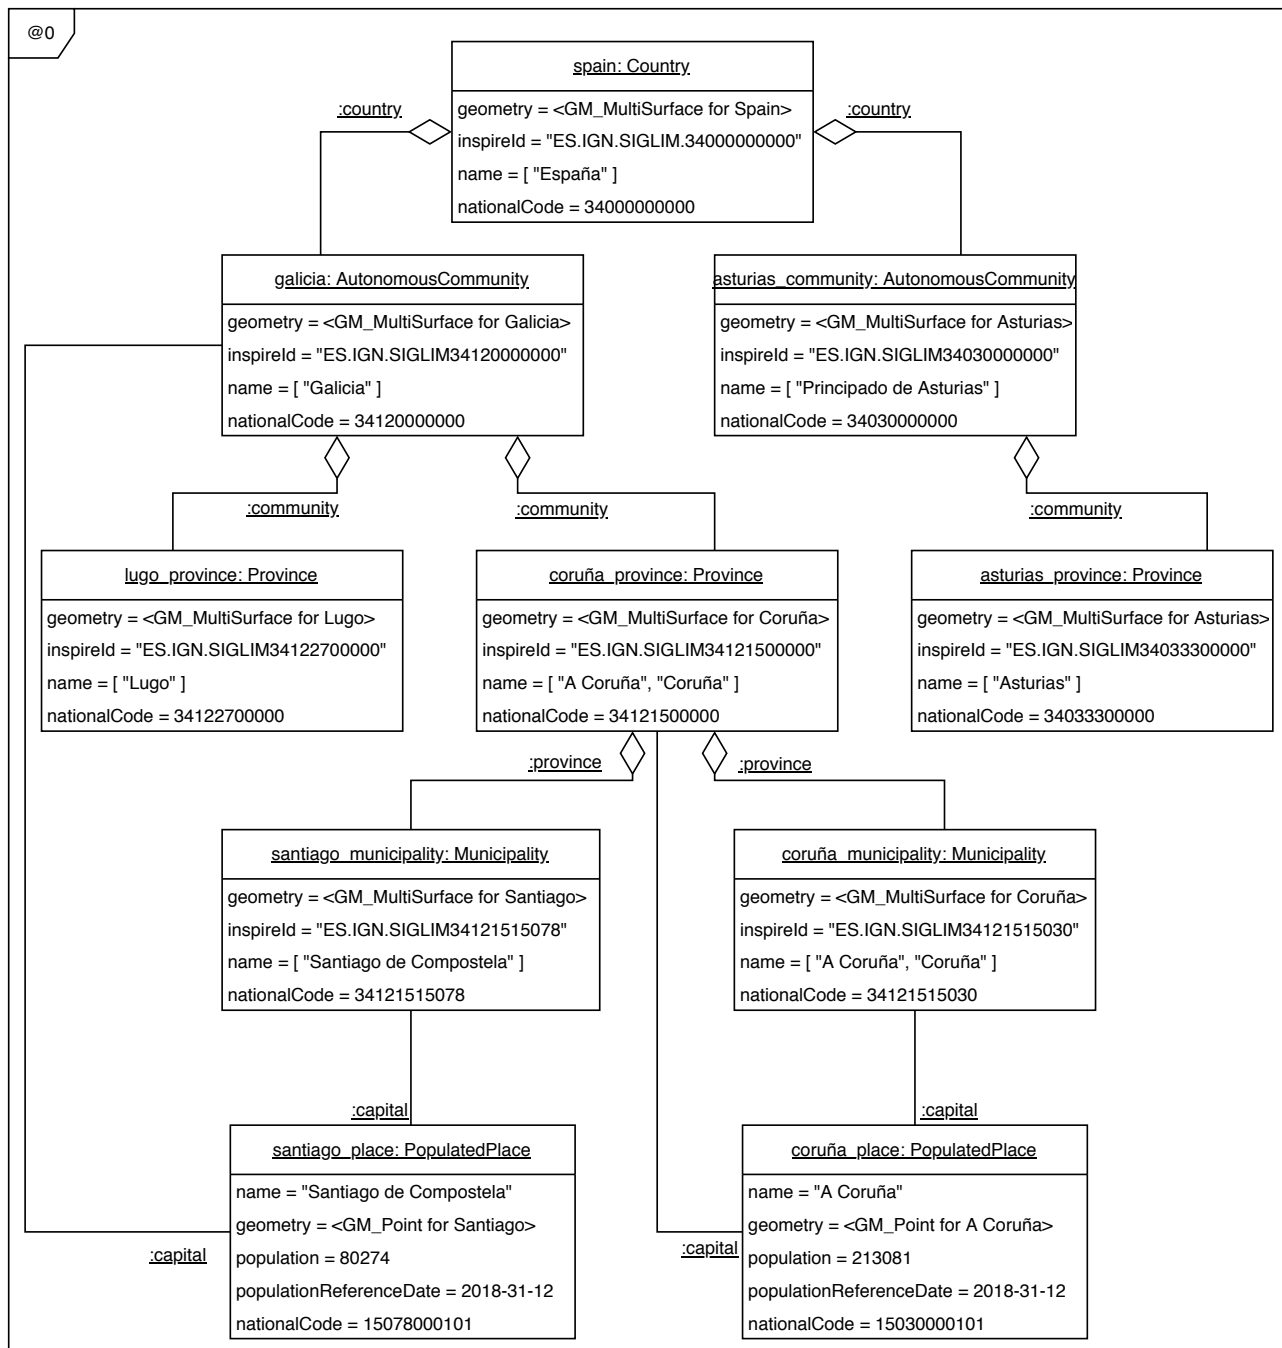 @0
spain: Country
:country
:country
geometry = <GM_MultiSurface for Spain>
inspireId = "ES.IGN.SIGLIM.34000000000"
name = [ "España" ]
nationalCode = 34000000000
galicia: AutonomousCommunity
geometry = <GM_MultiSurface for Galicia>
inspireId = "ES.IGN.SIGLIM34120000000"
name = [ "Galicia" ]
nationalCode = 34120000000
asturias_community: AutonomousCommunity
geometry = <GM_MultiSurface for Asturias>
inspireId = "ES.IGN.SIGLIM34030000000"
name = [ "Principado de Asturias" ]
nationalCode = 34030000000
:community
:community
:community
lugo_province: Province
geometry = <GM_MultiSurface for Lugo>
inspireId = "ES.IGN.SIGLIM34122700000"
name = [ "Lugo" ]
nationalCode = 34122700000
coruña_province: Province
geometry = <GM_MultiSurface for Coruña>
inspireId = "ES.IGN.SIGLIM34121500000"
name = [ "A Coruña", "Coruña" ]
nationalCode = 34121500000
asturias_province: Province
geometry = <GM_MultiSurface for Asturias>
inspireId = "ES.IGN.SIGLIM34033300000"
name = [ "Asturias" ]
nationalCode = 34033300000
:province
:province
santiago_municipality: Municipality
geometry = <GM_MultiSurface for Santiago>
inspireId = "ES.IGN.SIGLIM34121515078"
name = [ "Santiago de Compostela" ]
nationalCode = 34121515078
coruña_municipality: Municipality
geometry = <GM_MultiSurface for Coruña>
inspireId = "ES.IGN.SIGLIM34121515030"
name = [ "A Coruña", "Coruña" ]
nationalCode = 34121515030
:capital
:capital
santiago_place: PopulatedPlace
name = "Santiago de Compostela"
geometry = <GM_Point for Santiago>
population = 80274
populationReferenceDate = 2018-31-12
nationalCode = 15078000101
:capital
coruña_place: PopulatedPlace
name = "A Coruña"
geometry = <GM_Point for A Coruña>
population = 213081
populationReferenceDate = 2018-31-12
nationalCode = 15030000101
:capital